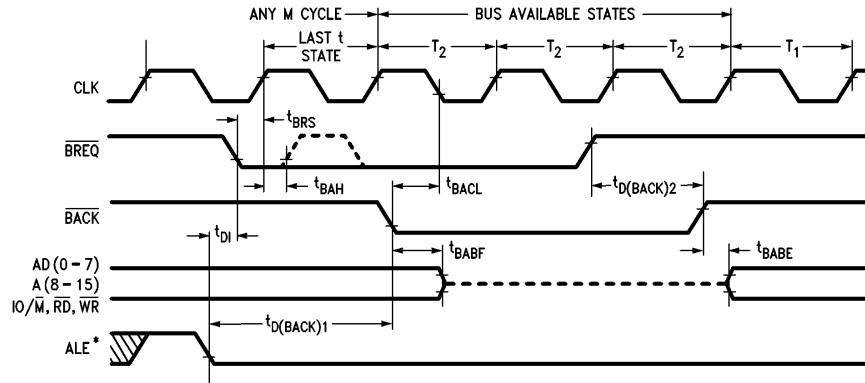 ANY M CYCLE
BUS AVAILABLE STATES
LAST t
STATE
T2
T2
T2
T1
CLK
tBRS
BREQ
tBAH
tBACL
tD(BACK)2
BACK
tDI
tBABF
tBABE
AD(0-7)
A(8-15)
IO/M, RD, WR
tD(BACK)1
ALE*